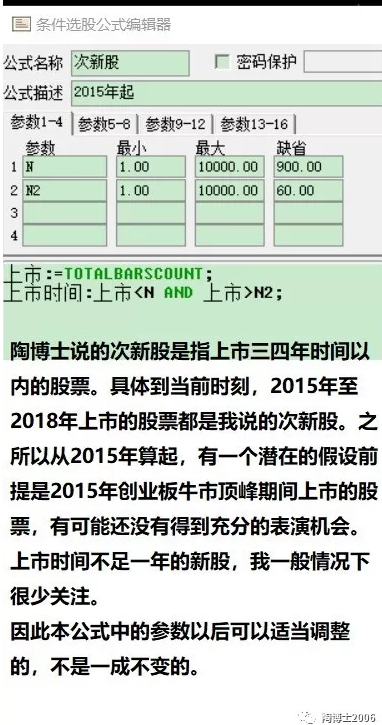 条件选股公式编辑器
公式名称 次新股 密码保护
公式描述 2015年起
参数1-4 参数5-8 参数9-12 参数13-16
参数 最小 最大 缺省
1 N 1.00 10000.00 900.00
2 N2 1.00 10000.00 60.00
3
4
上市:=TOTALBARSCOUNT;
上市时间:上市<N AND 上市>N2;
陶博士说的次新股是指上市三四年时间以
内的股票。具体到当前时刻，2015年至
2018年上市的股票都是我说的次新股。之
所以从2015年算起，有一个潜在的假设前
提是2015年创业板牛市顶峰期间上市的股
票，有可能还没有得到充分的表演机会。
上市时间不足一年的新股，我一般情况下
很少关注。
因此本公式中的参数以后可以适当调整
的，不是一成不变的。
陶博士2006